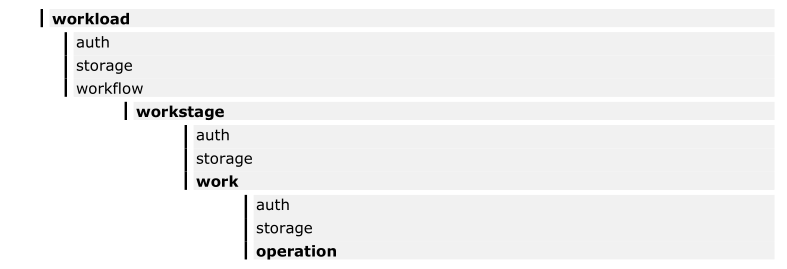 workload
auth
storage
workflow
workstage
auth
storage
work
auth
storage
operation